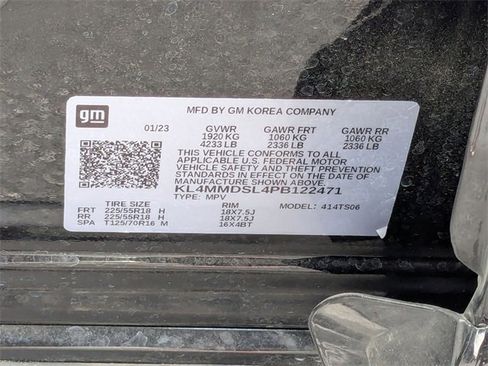 gm
MFD BY GM KOREA COMPANY
01/23 GVWR GAWR FRT GAWR RR
1920 KG 1060 KG 1060 KG
4233 LB 2336 LB 2336 LB
THIS VEHICLE CONFORMS TO ALL
APPLICABLE U.S. FEDERAL MOTOR
VEHICLE SAFETY AND THEFT PREVENTION
STANDARDS IN EFFECT ON THE DATE OF
MANUFACTURE SHOWN ABOVE.
KL4MMDSL4PB122471
TYPE: MPV
TIRE SIZE RIM MODEL: 414TS06
FRT 225/55R18 H 18X7.5J
RR 225/55R18 H 18X7.5J
SPA T125/70R16 M 16X4BT